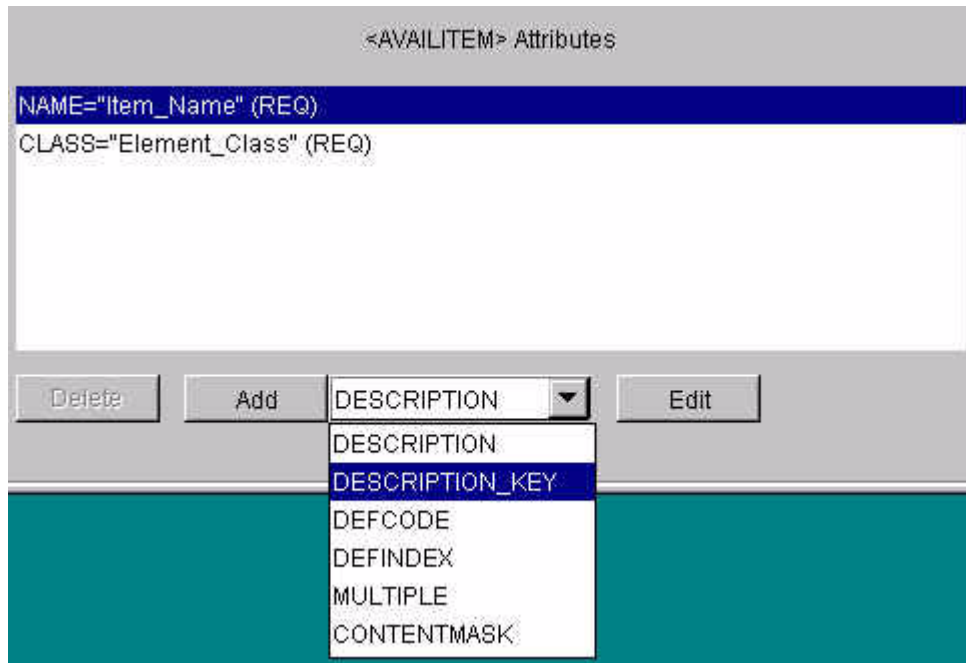 <AVAILITEM> Attributes
NAME="Item_Name" (REQ)
CLASS="Element_Class" (REQ)
Delete Add DESCRIPTION Edit
DESCRIPTION
DESCRIPTION_KEY
DEFCODE
DEFINDEX
MULTIPLE
CONTENTMASK